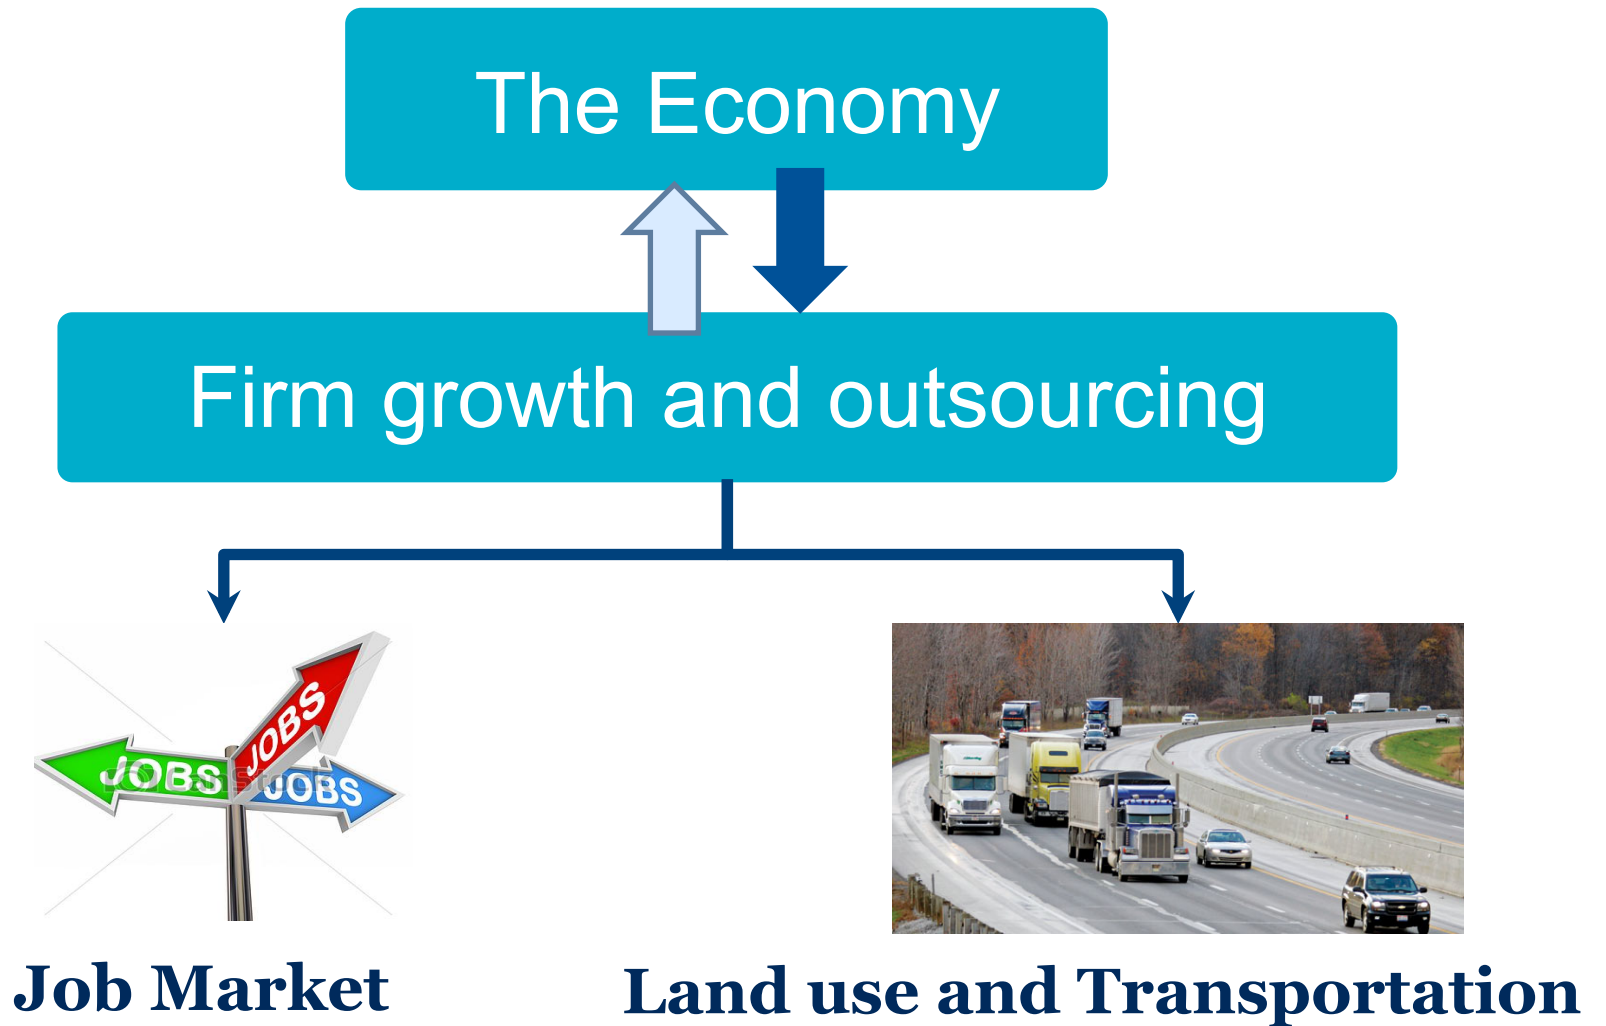 The Economy
Firm growth and outsourcing
JOBS
JOBS
JOBS
Job Market
Land use and Transportation